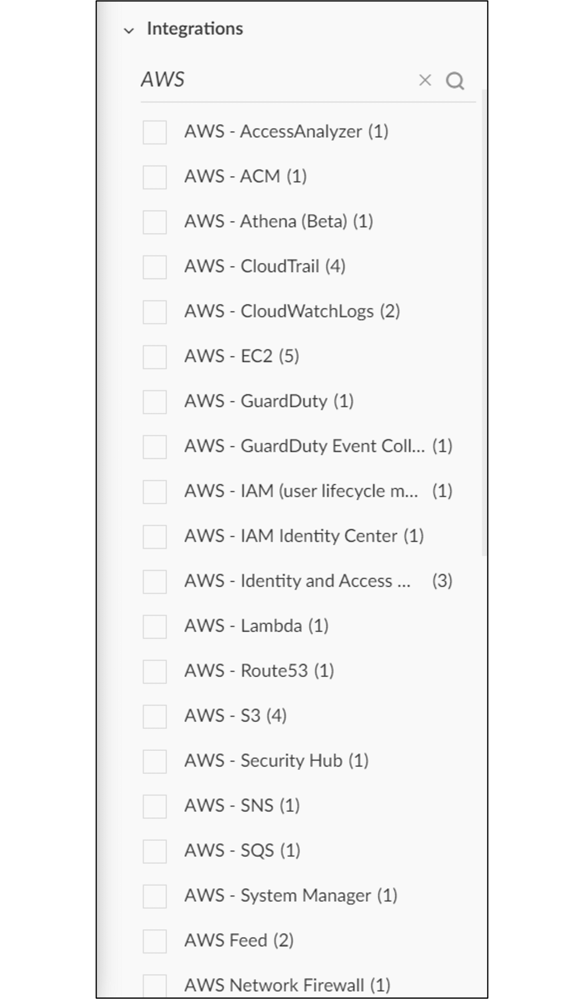 Integrations
AWS
AWS - AccessAnalyzer (1)
AWS - ACM (1)
AWS - Athena (Beta) (1)
AWS - CloudTrail (4)
AWS - CloudWatchLogs (2)
AWS - EC2 (5)
AWS - GuardDuty (1)
AWS - GuardDuty Event Coll... (1)
AWS - IAM (user lifecycle m... (1)
AWS - IAM Identity Center (1)
AWS - Identity and Access ... (3)
AWS - Lambda (1)
AWS - Route53 (1)
AWS - S3 (4)
AWS - Security Hub (1)
AWS - SNS (1)
AWS - SQS (1)
AWS - System Manager (1)
AWS Feed (2)
AWS Network Firewall (1)